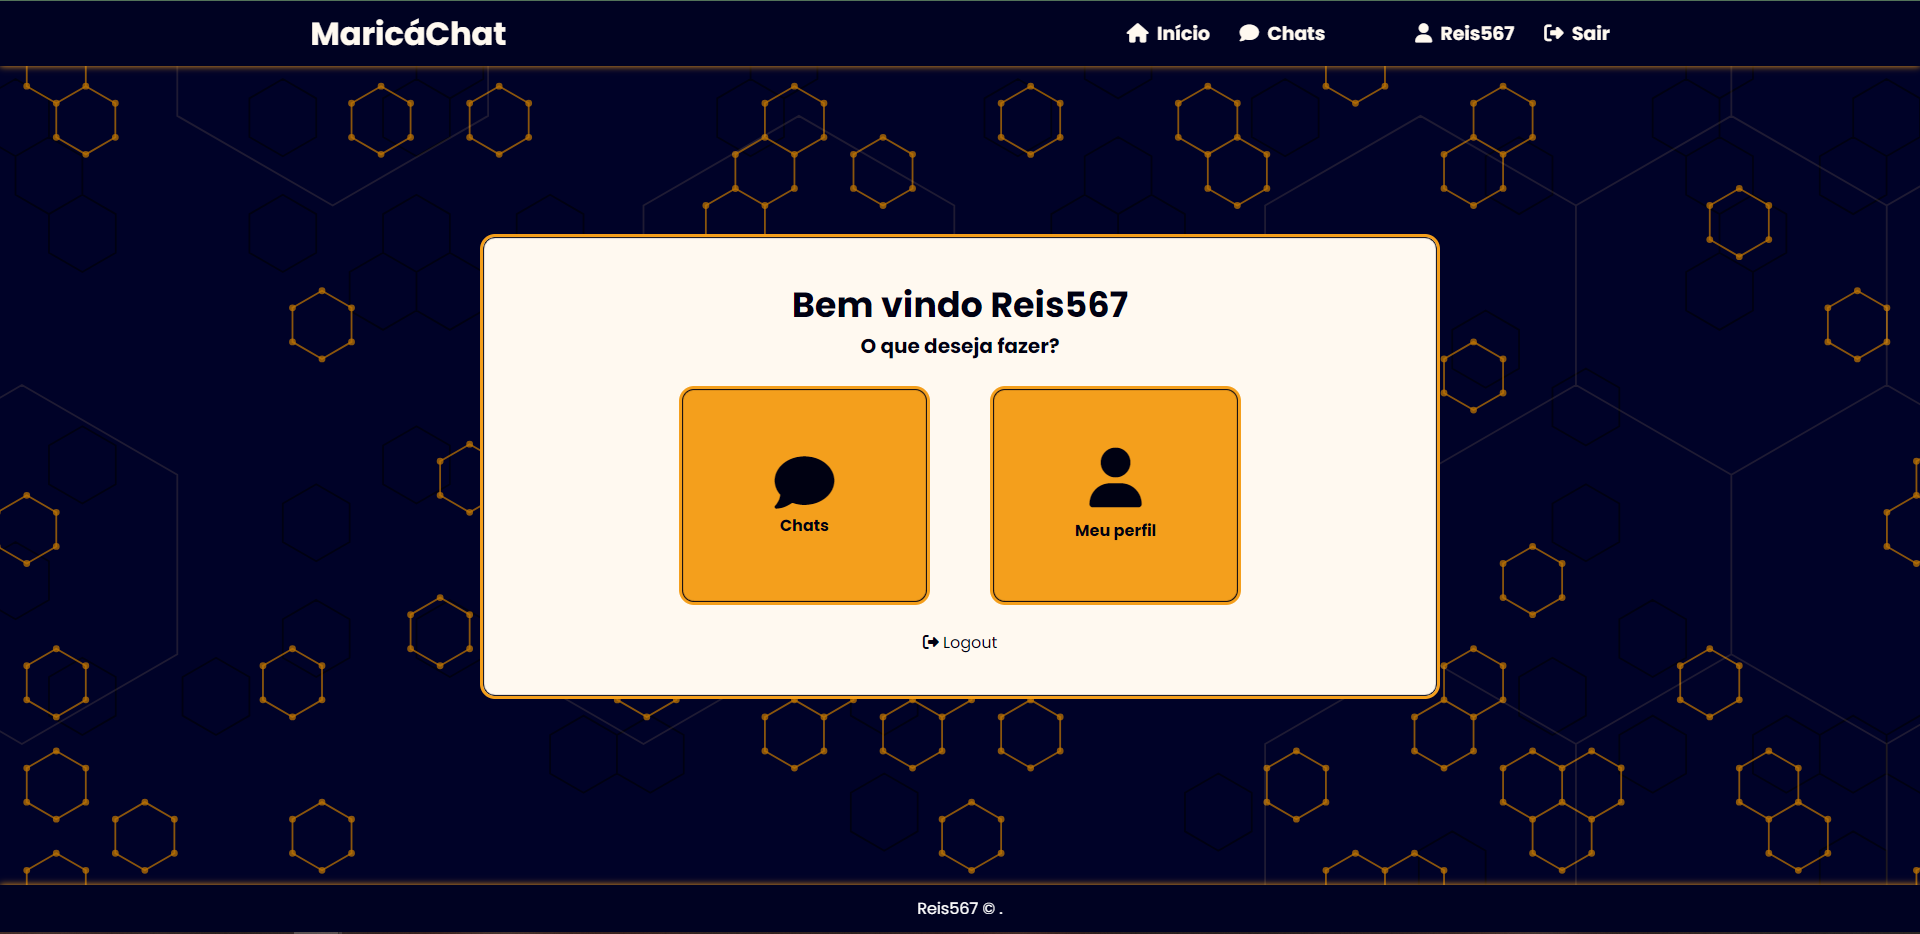 MaricáChat
Início Chats Reis567 Sair
Bem vindo Reis567
O que deseja fazer?
Chats
Meu perfil
Logout
Reis567 © .